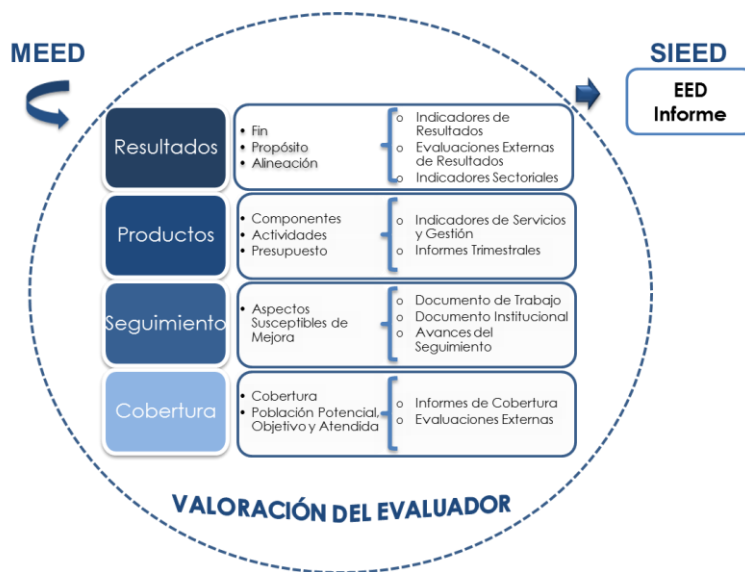 MEED
SIEED
EED
Informe
Resultados
• Fin
• Propósito
• Alineación
o Indicadores de
Resultados
o Evaluaciones Externas
de Resultados
o Indicadores Sectoriales
Productos
• Componentes
• Actividades
• Presupuesto
o Indicadores de Servicios
y Gestión
o Informes Trimestrales
Seguimiento
• Aspectos
Susceptibles de
Mejora
o Documento de Trabajo
o Documento Institucional
o Avances del
Seguimiento
Cobertura
• Cobertura
• Población Potencial,
Objetivo y Atendida
o Informes de Cobertura
o Evaluaciones Externas
VALORACIÓN DEL EVALUADOR